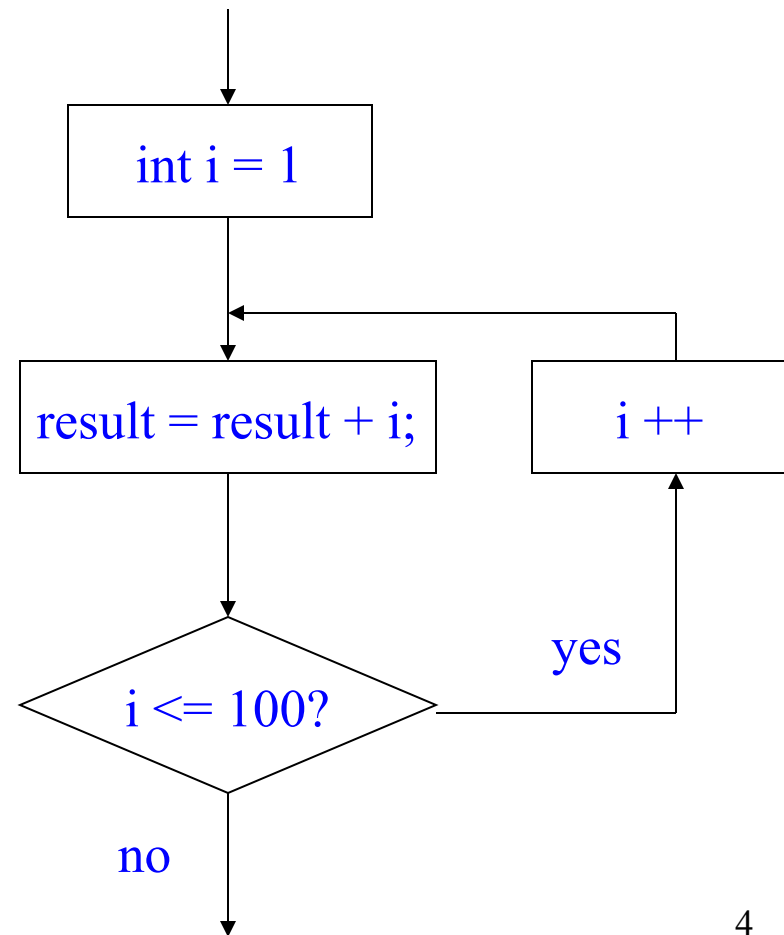 int i = 1
result = result + i;
i ++
yes
i <= 100?
no
4